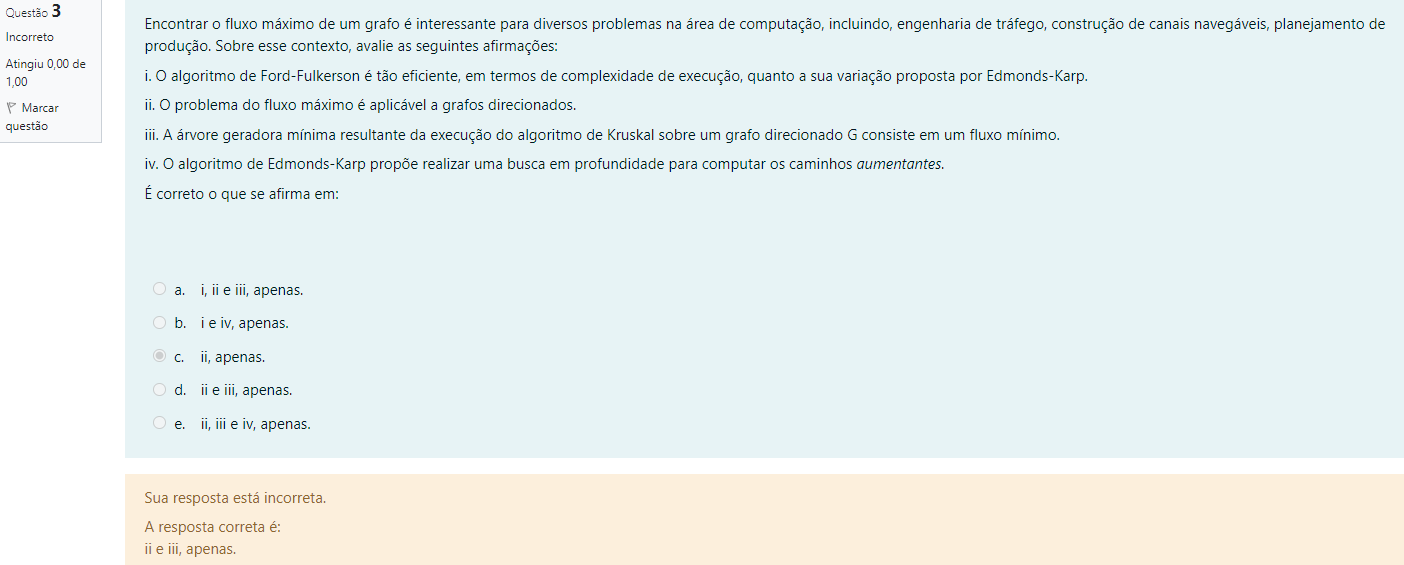 Questão 3
Incorreto
Atingiu 0,00 de
1,00
Marcar
questão
Encontrar o fluxo máximo de um grafo é interessante para diversos problemas na área de computação, incluindo, engenharia de tráfego, construção de canais navegáveis, planejamento de
produção. Sobre esse contexto, avalie as seguintes afirmações:
i. O algoritmo de Ford-Fulkerson é tão eficiente, em termos de complexidade de execução, quanto a sua variação proposta por Edmonds-Karp.
ii. O problema do fluxo máximo é aplicável a grafos direcionados.
iii. A árvore geradora mínima resultante da execução do algoritmo de Kruskal sobre um grafo direcionado G consiste em um fluxo mínimo.
iv. O algoritmo de Edmonds-Karp propõe realizar uma busca em profundidade para computar os caminhos aumentantes.
É correto o que se afirma em:
a. i, ii e iii, apenas.
b. i e iv, apenas.
c. ii, apenas.
d. ii e iii, apenas.
e. ii, iii e iv, apenas.
Sua resposta está incorreta.
A resposta correta é:
ii e iii, apenas.